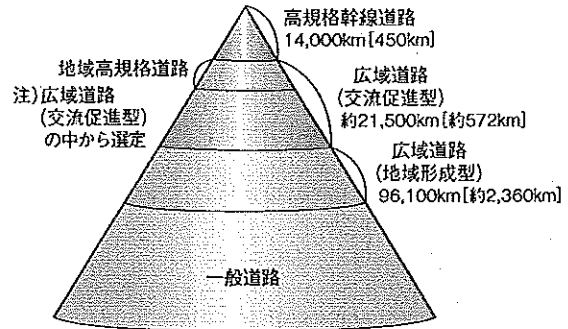 高規格幹線道路
14,000km[450km]
地域高規格道路
注)広域道路
(交流促進型)
の中から選定
広域道路
(交流促進型)
約21,500km[約572km]
広域道路
(地域形成型)
96,100km[約2,360km]
一般道路